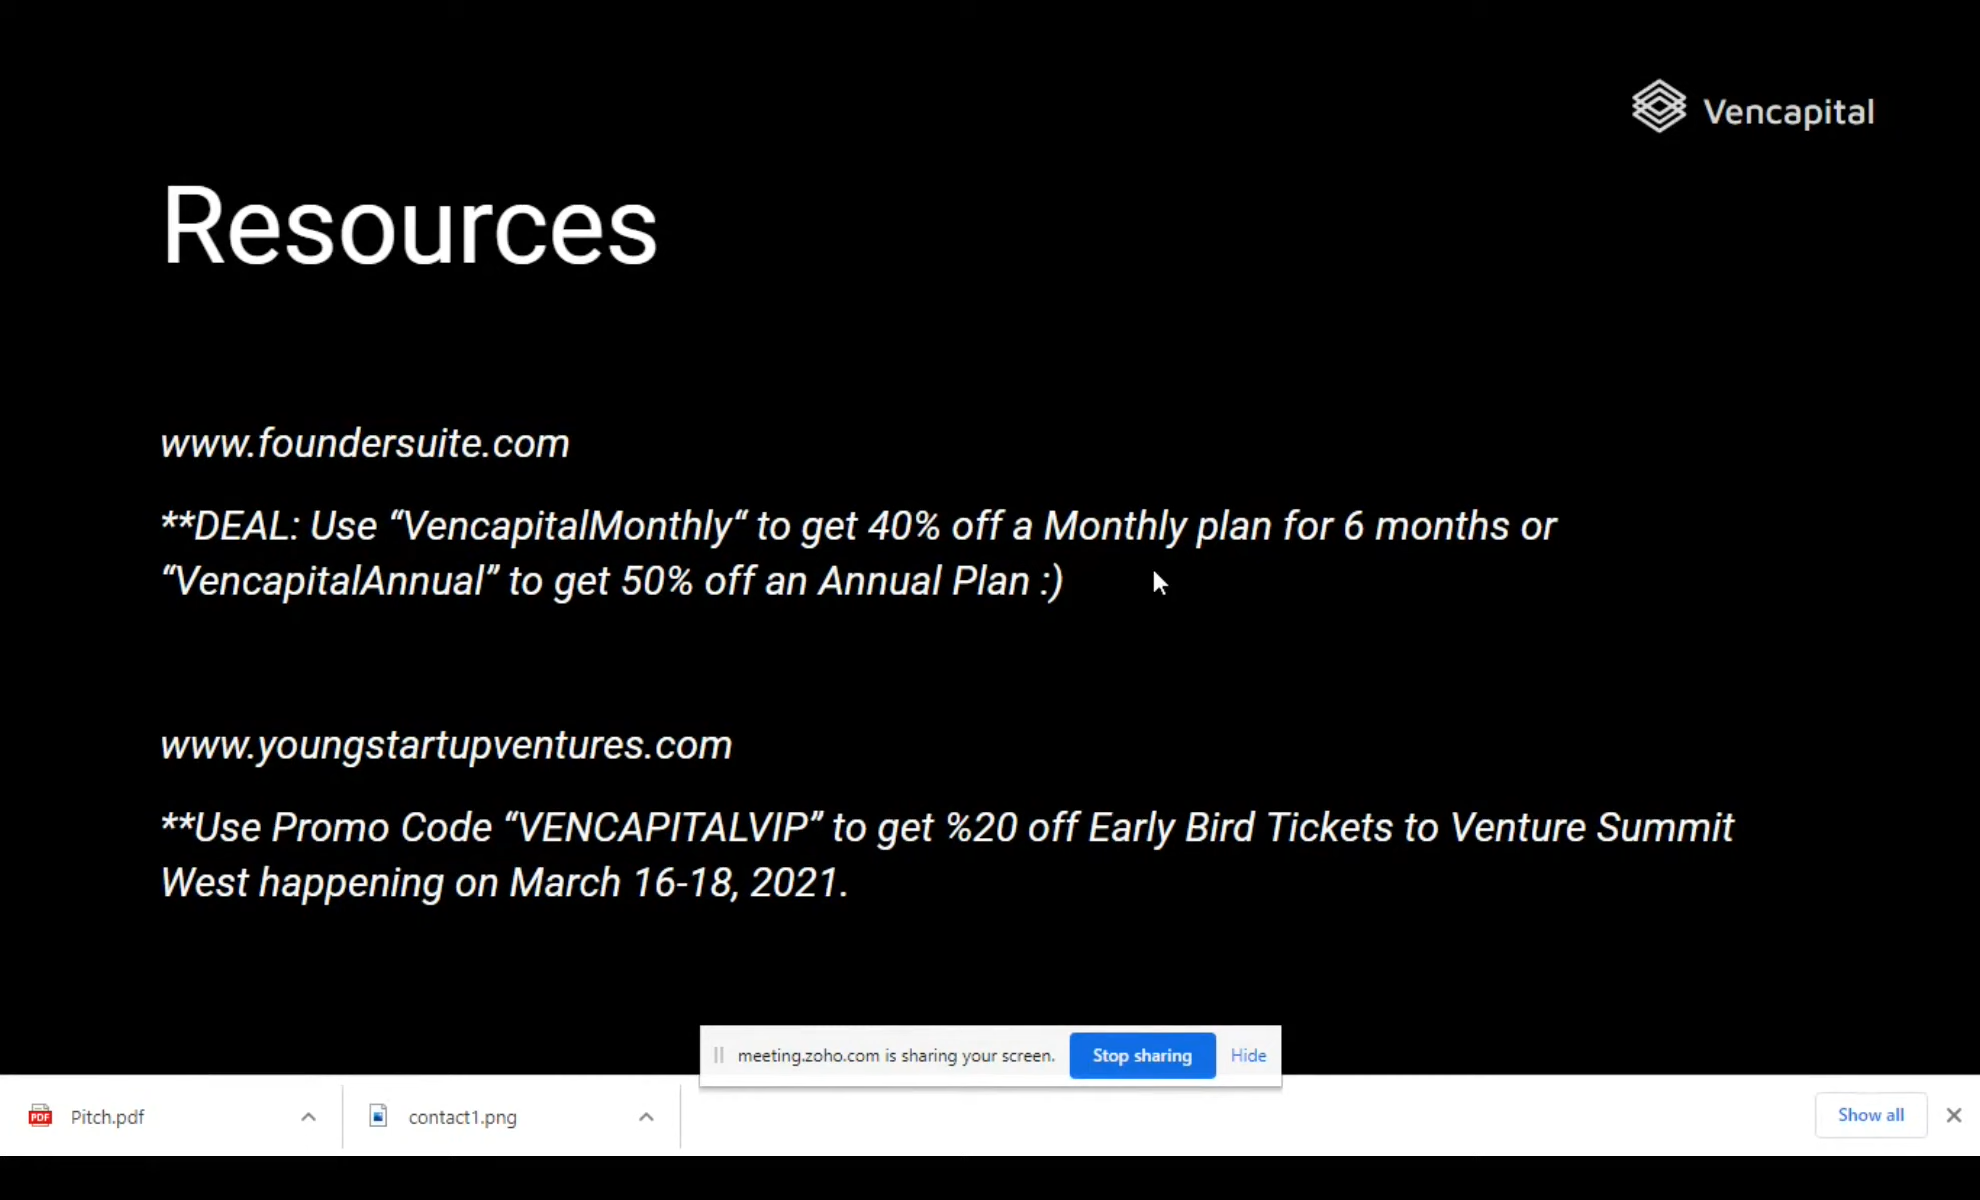 Vencapital
Resources
www.foundersuite.com
**DEAL: Use “VencapitalMonthly“ to get 40% off a Monthly plan for 6 months or
“VencapitalAnnual” to get 50% off an Annual Plan :)
www.youngstartupventures.com
**Use Promo Code “VENCAPITALVIP” to get %20 off Early Bird Tickets to Venture Summit
West happening on March 16-18, 2021.
meeting.zoho.com is sharing your screen. Stop sharing Hide
PDF Pitch.pdf contact1.png Show all